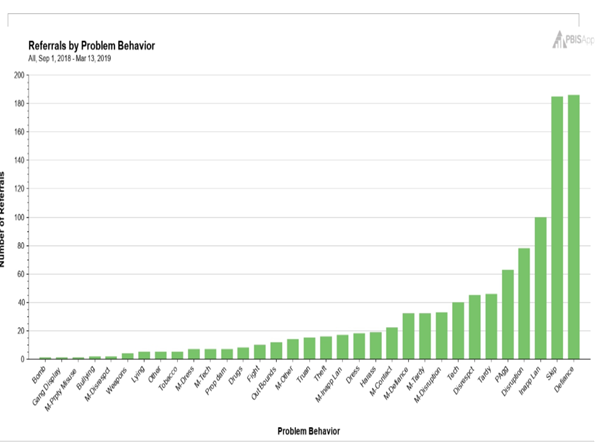 Referrals by Problem Behavior
All, Sep 1, 2018 - Mar 13, 2019
PBISApp
Number of Referrals
200
180
160
140
120
100
80
60
40
20
0
Bomb
Gang Display
M-Prpty Misuse
Bullying
M-Disrespct
Weapons
Lying
Other
Tobacco
M-Dress
M-Tech
Prop dam
Drugs
Fight
Out Bounds
M-Other
Truan
Theft
M-Inapp Lan
Dress
Harass
M-Contact
M-Defiance
M-Tardy
M-Disruption
Tech
Disrespct
Tardy
PAgg
Disruption
Inapp Lan
Skip
Defiance
Problem Behavior